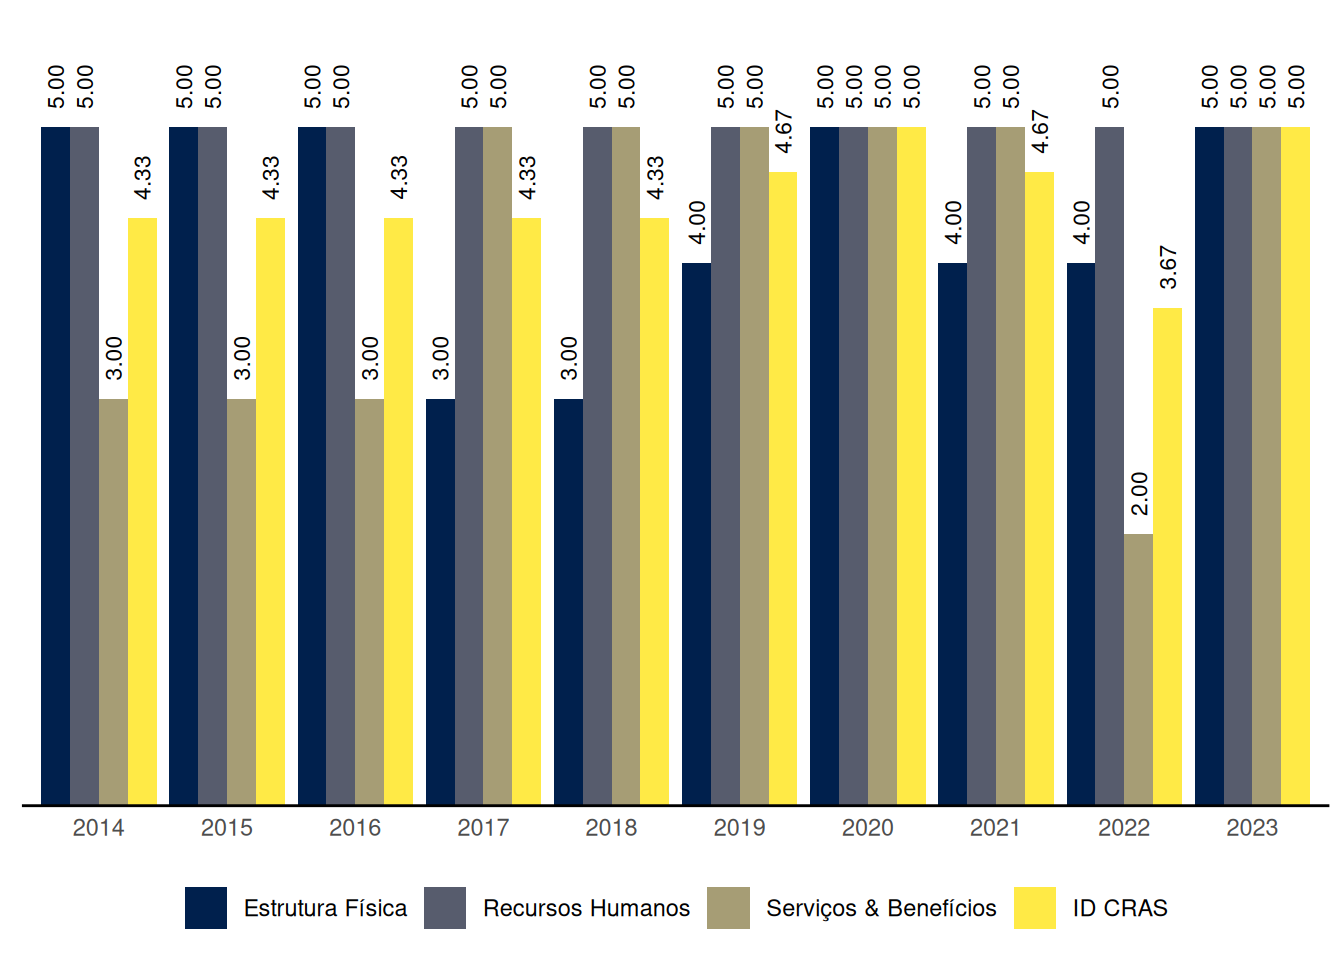 5.00 5.00 3.00 4.33 5.00 5.00 3.00 4.33 5.00 5.00 3.00 4.33 3.00 5.00 5.00 4.33 3.00 5.00 5.00 4.33 4.00 5.00 5.00 4.67 5.00 5.00 5.00 5.00 4.00 5.00 5.00 4.67 4.00 5.00 2.00 3.67 5.00 5.00 5.00 5.00
2014 2015 2016 2017 2018 2019 2020 2021 2022 2023
Estrutura Física Recursos Humanos Serviços & Benefícios ID CRAS